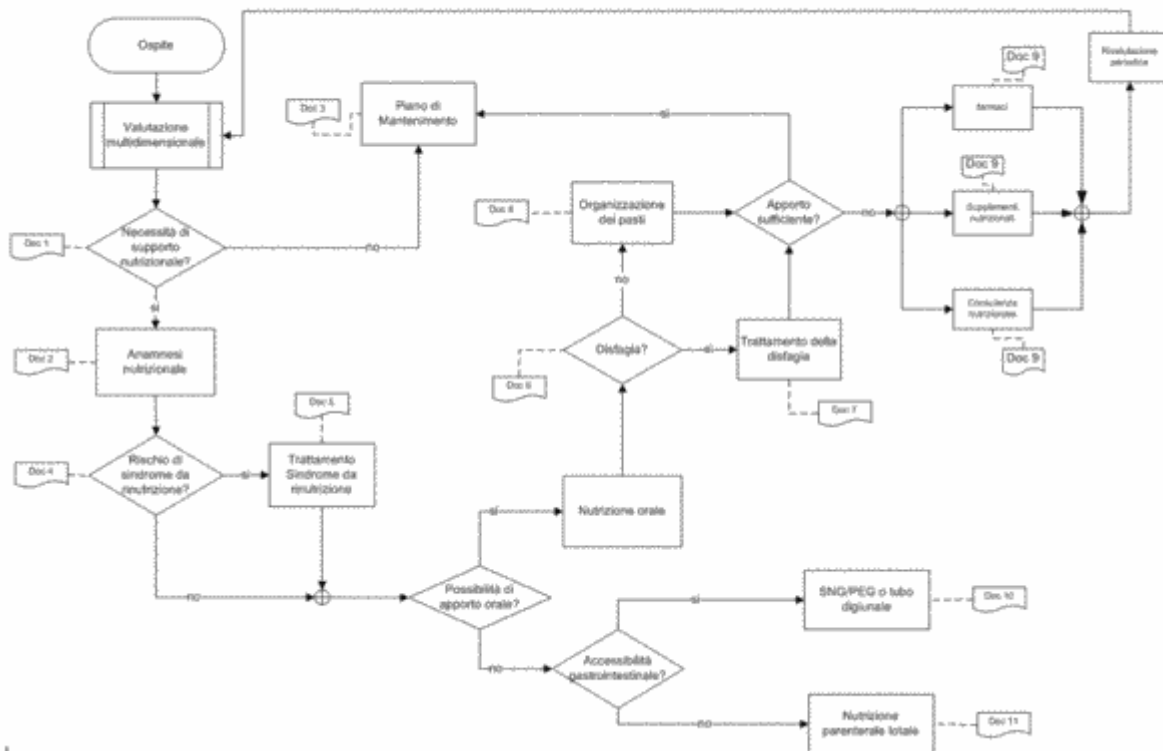 Ospite
Valutazione
multidimensionale
Doc 1
Necessità di
supporto
nutrizionale?
no
si
Doc 2
Anamnesi
nutrizionale
Doc 4
Rischio di
sindrome da
rinutrizione?
si
no
Doc 5
Trattamento
Sindrome da
rinutrizione
Doc 3
Piano di
Mantenimento
si
Possibilità di
apporto orale?
si
no
Nutrizione orale
Disfagia?
no
si
Doc 6
Trattamento della
disfagia
Doc 7
Organizzazione
dei pasti
Apporto
sufficiente?
no
Doc 9
farmaci
Doc 9
Supplementi
nutrizionali
Consulenza
nutrizionale
Doc 9
Rivalutazione
periodica
Accessibilità
gastrointestinale?
si
no
SNG/PEG o tubo
digiunale
Doc 10
Nutrizione
parenterale totale
Doc 11